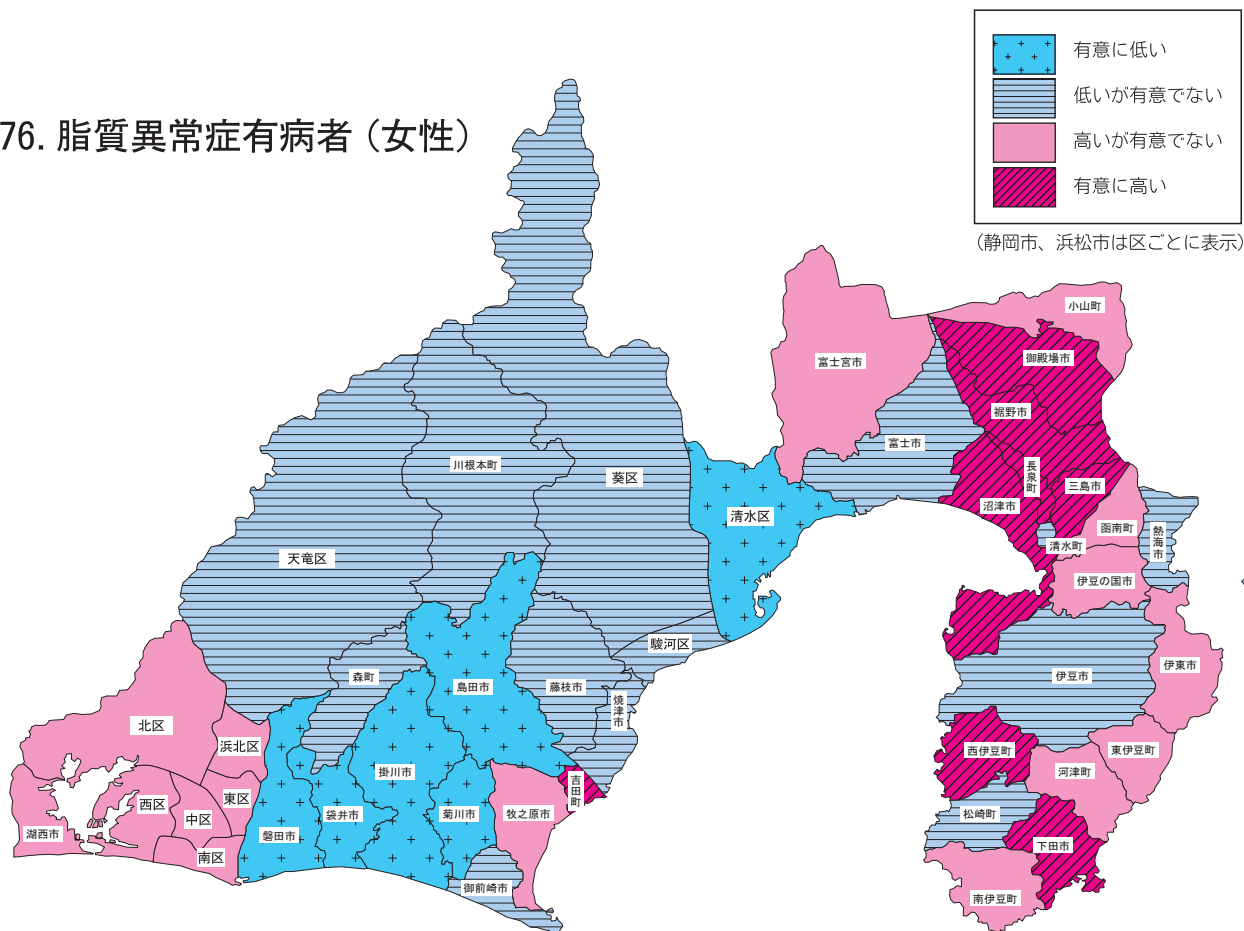 76. 脂質異常症有病者（女性）
有意に低い
低いが有意でない
高いが有意でない
有意に高い
（静岡市、浜松市は区ごとに表示）
小山町
御殿場市
富士宮市
裾野市
富士市
川根本町
葵区
長泉町
三島市
沼津市
清水区
函南町
熱海市
清水町
天竜区
伊豆の国市
駿河区
伊東市
森町
島田市
藤枝市
伊豆市
焼津市
北区
浜北区
西伊豆町
東伊豆町
掛川市
河津町
吉田町
東区
西区
中区
袋井市
菊川市
牧之原市
松崎町
湖西市
磐田市
下田市
南区
御前崎市
南伊豆町